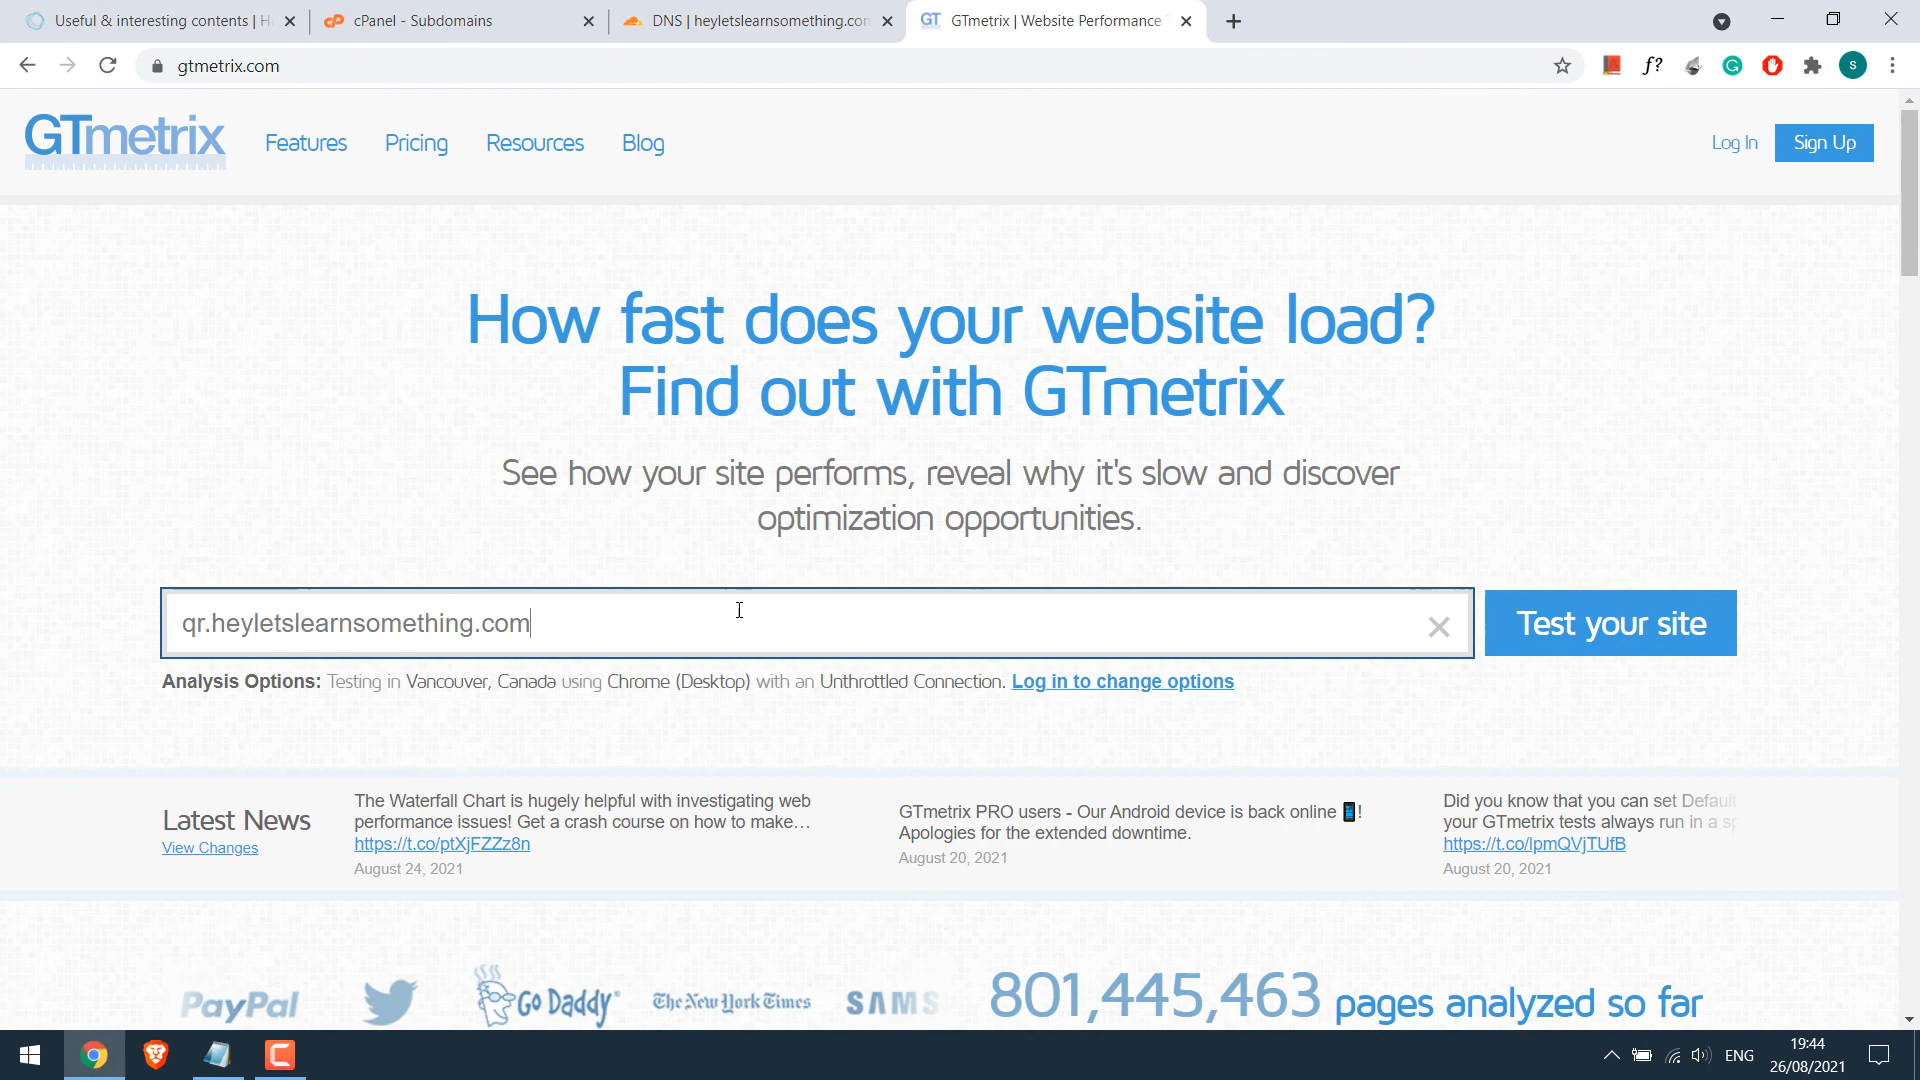 Useful & interesting contents | H
cPanel - Subdomains
DNS | heyletslearnsomething.con
GT GTmetrix | Website Performance T
gtmetrix.com
f?
S
GTmetrix
Features
Pricing
Resources
Blog
Log In
Sign Up
How fast does your website load?
Find out with GTmetrix
See how your site performs, reveal why it's slow and discover
optimization opportunities.
qr.heyletslearnsomething.com
Test your site
Analysis Options: Testing in Vancouver, Canada using Chrome (Desktop) with an Unthrottled Connection. Log in to change options
Latest News
View Changes
The Waterfall Chart is hugely helpful with investigating web
performance issues! Get a crash course on how to make...
https://t.co/ptXjFZZz8n
August 24, 2021
GTmetrix PRO users - Our Android device is back online 📱!
Apologies for the extended downtime.
August 20, 2021
Did you know that you can set Default
your GTmetrix tests always run in a sp
https://t.co/lpmQVjTUfB
August 20, 2021
PayPal
GoDaddy
The New York Times
SAMS
801,445,463 pages analyzed so far
ENG
19:44
26/08/2021